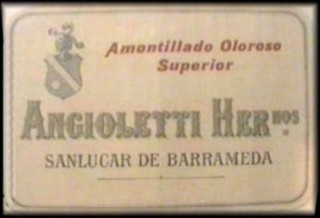 Amontillado Oloroso
Superior
ANGIOLETTI HERNOS.
SANLUCAR DE BARRAMEDA